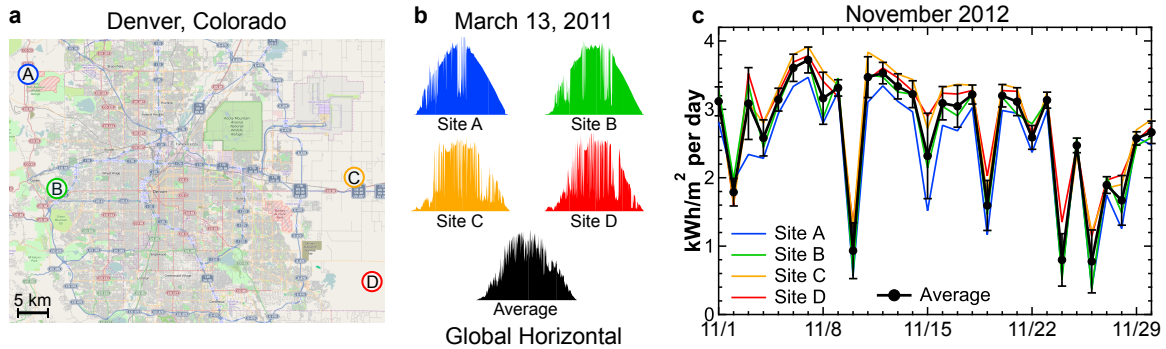 a
Denver, Colorado
A
B
C
D
5 km
b
March 13, 2011
Site A
Site B
Site C
Site D
Average
Global Horizontal
c
November 2012
kWh/m² per day
4
3
2
1
0
Site A
Site B
Site C
Site D
Average
11/1
11/8
11/15
11/22
11/29